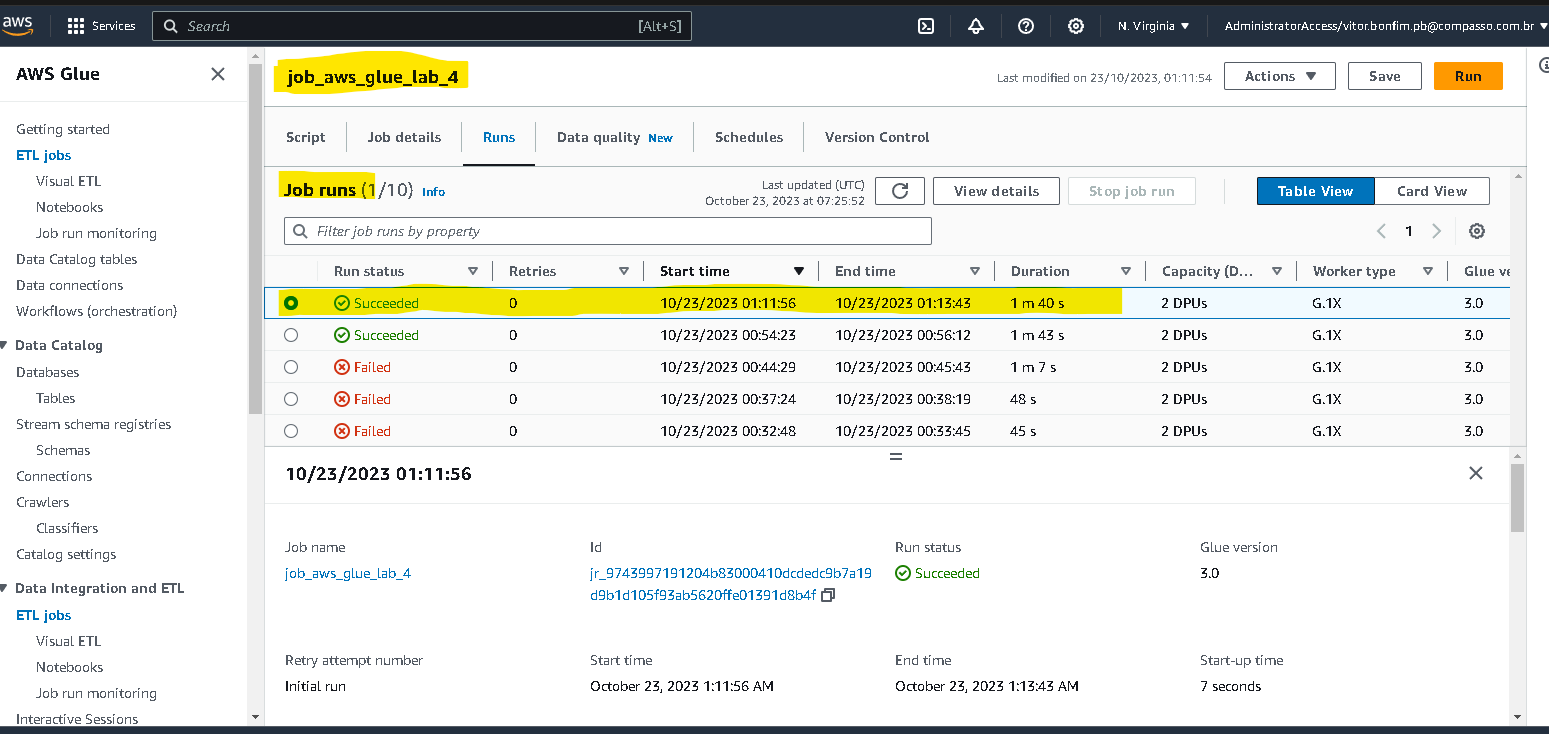 aws
Services
Search
[Alt+S]
N. Virginia
AdministratorAccess/vitor.bonfim.pb@compasso.com.br
AWS Glue
Getting started
ETL jobs
Visual ETL
Notebooks
Job run monitoring
Data Catalog tables
Data connections
Workflows (orchestration)
Data Catalog
Databases
Tables
Stream schema registries
Schemas
Connections
Crawlers
Classifiers
Catalog settings
Data Integration and ETL
ETL jobs
Visual ETL
Notebooks
Job run monitoring
Interactive Sessions
job_aws_glue_lab_4
Last modified on 23/10/2023, 01:11:54
Actions
Save
Run
Script
Job details
Runs
Data quality New
Schedules
Version Control
Job runs (1/10) Info
Last updated (UTC)
October 23, 2023 at 07:25:52
View details
Stop job run
Table View
Card View
Filter job runs by property
1
Run status Retries Start time End time Duration Capacity (D... Worker type Glue ve
Succeeded 0 10/23/2023 01:11:56 10/23/2023 01:13:43 1 m 40 s 2 DPUs G.1X 3.0
Succeeded 0 10/23/2023 00:54:23 10/23/2023 00:56:12 1 m 43 s 2 DPUs G.1X 3.0
Failed 0 10/23/2023 00:44:29 10/23/2023 00:45:43 1 m 7 s 2 DPUs G.1X 3.0
Failed 0 10/23/2023 00:37:24 10/23/2023 00:38:19 48 s 2 DPUs G.1X 3.0
Failed 0 10/23/2023 00:32:48 10/23/2023 00:33:45 45 s 2 DPUs G.1X 3.0
10/23/2023 01:11:56
Job name
job_aws_glue_lab_4
Id
jr_9743997191204b83000410dcdedc9b7a19
d9b1d105f93ab5620ffe01391d8b4f
Run status
Succeeded
Glue version
3.0
Retry attempt number
Initial run
Start time
October 23, 2023 1:11:56 AM
End time
October 23, 2023 1:13:43 AM
Start-up time
7 seconds